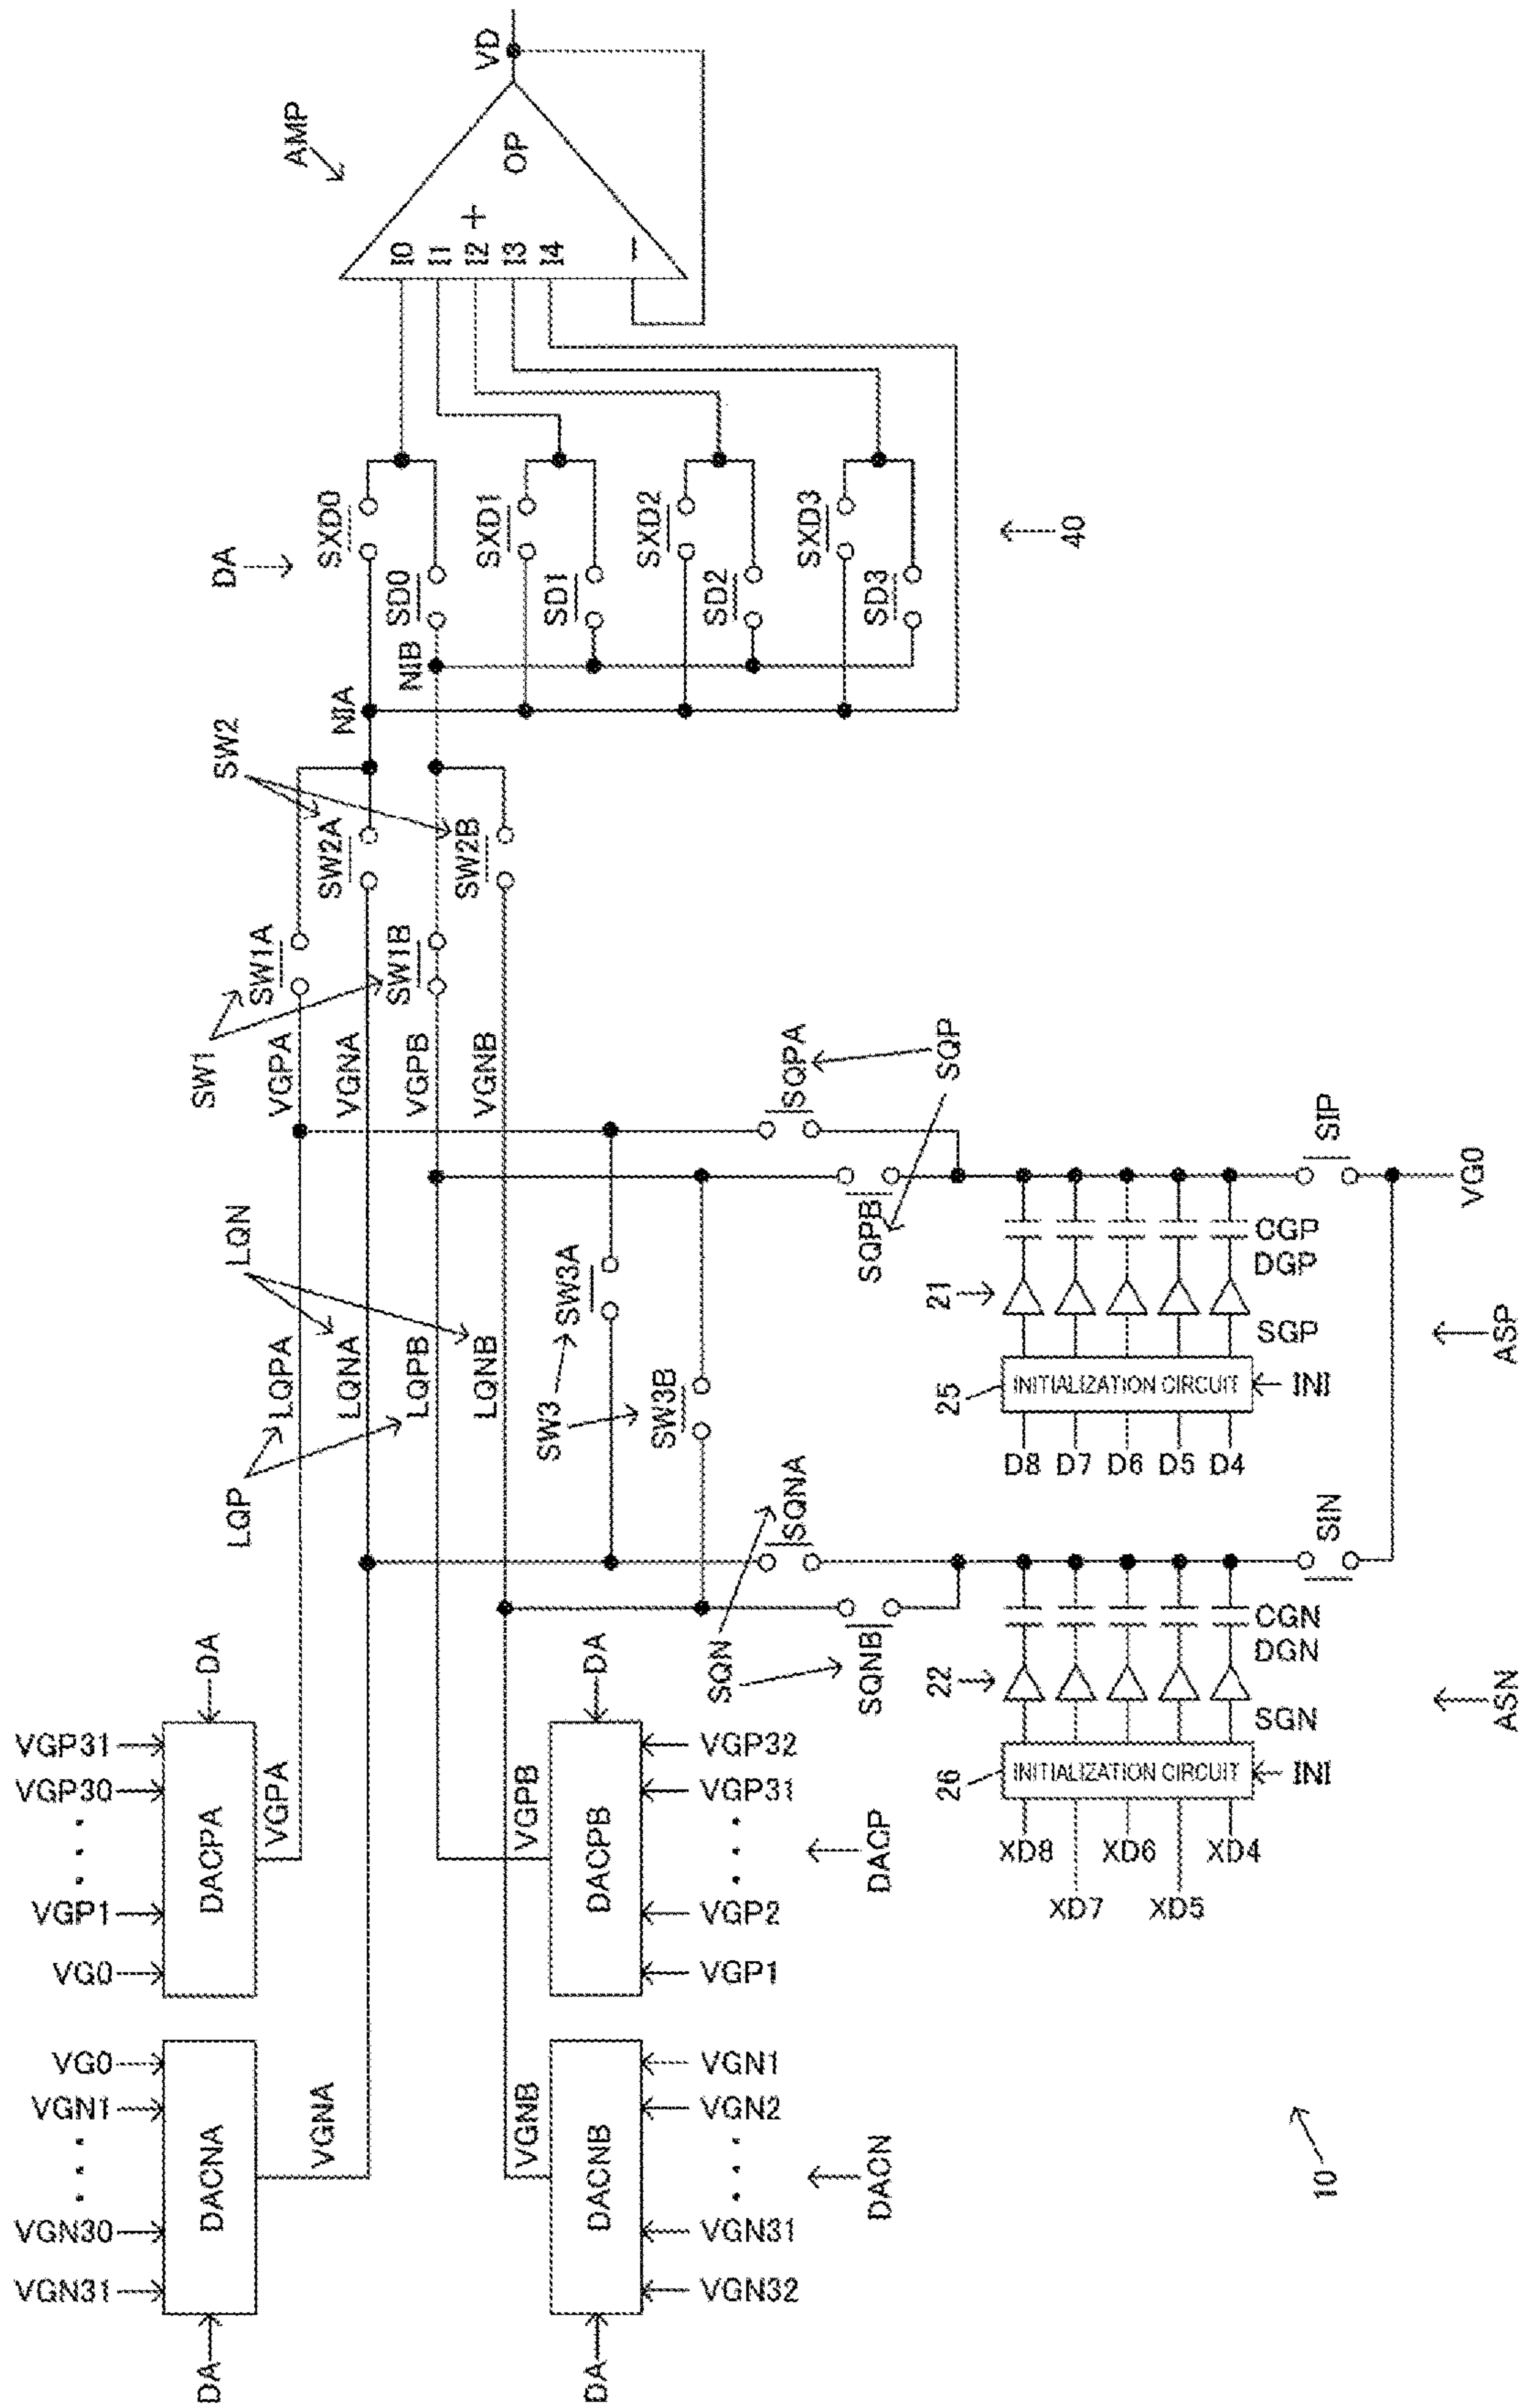 DA
VGN31
VGN30
VGN1
VG0
DACNA
VGNA
VG0
VGP1
VGP30
VGP31
DA
DACPA
VGPA
DA
VGN32
VGN31
VGN2
VGN1
DACNB
VGNB
DACN
VGP1
VGP2
VGP31
VGP32
DA
DACPB
VGPB
DACP
LQP
LQN
LQPA
LQNA
LQPB
LQNB
SW1
SW2
VGPA
VGNA
VGPB
VGNB
SW1A
SW2A
SW1B
SW2B
NIA
NIB
DA
SXD0
SD0
SXD1
SD1
SXD2
SD2
SXD3
SD3
40
AMP
I0
I1
I2
I3
I4
+
−
OP
VD
SW3
SW3A
SW3B
SQN
SQNA
SQNB
SQP
SQPA
SQPB
22
26
INITIALIZATION CIRCUIT
INI
XD8
XD7
XD6
XD5
XD4
SGN
DGN
CGN
SIN
ASN
21
25
INITIALIZATION CIRCUIT
INI
D8
D7
D6
D5
D4
SGP
DGP
CGP
SIP
VG0
ASP
10